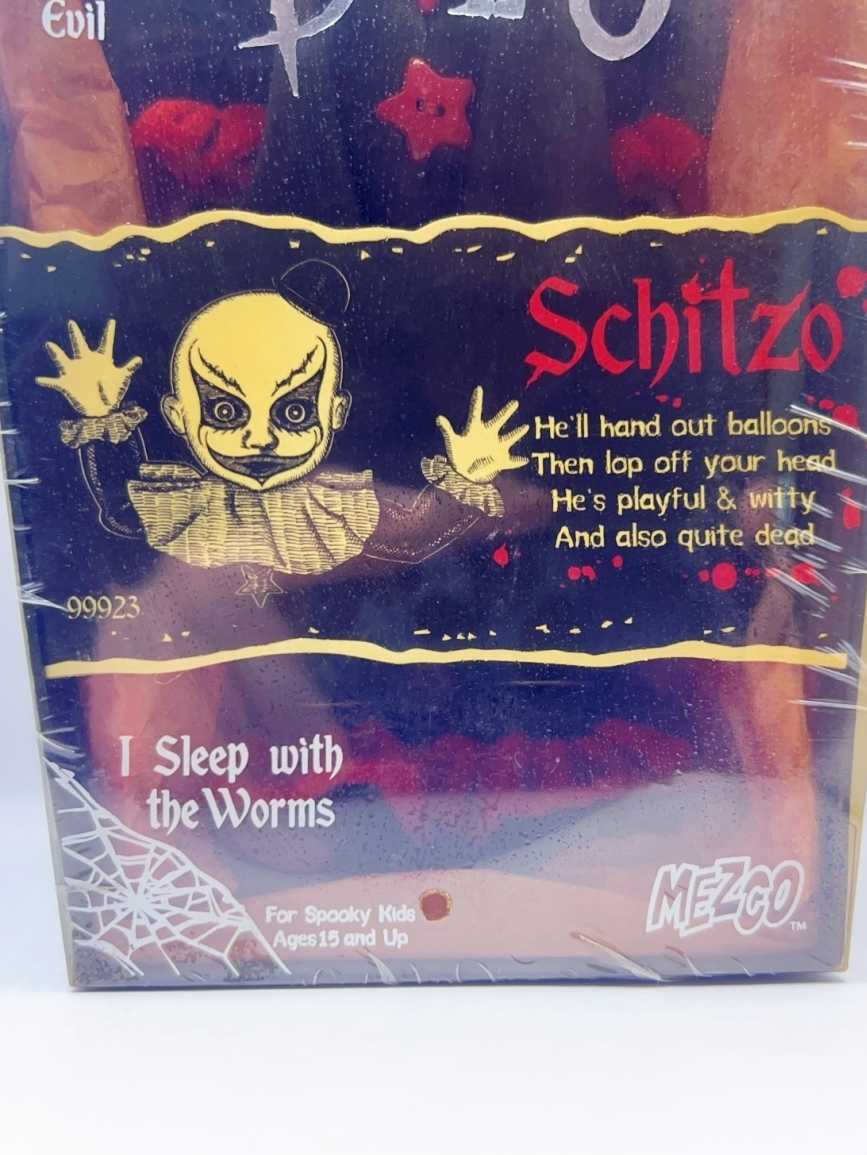 Evil
Schitzo
He'll hand out balloons
Then lop off your head
He's playful & witty
And also quite dead
99923
I Sleep with
the Worms
For Spooky Kids
Ages 15 and Up
MEZCO™